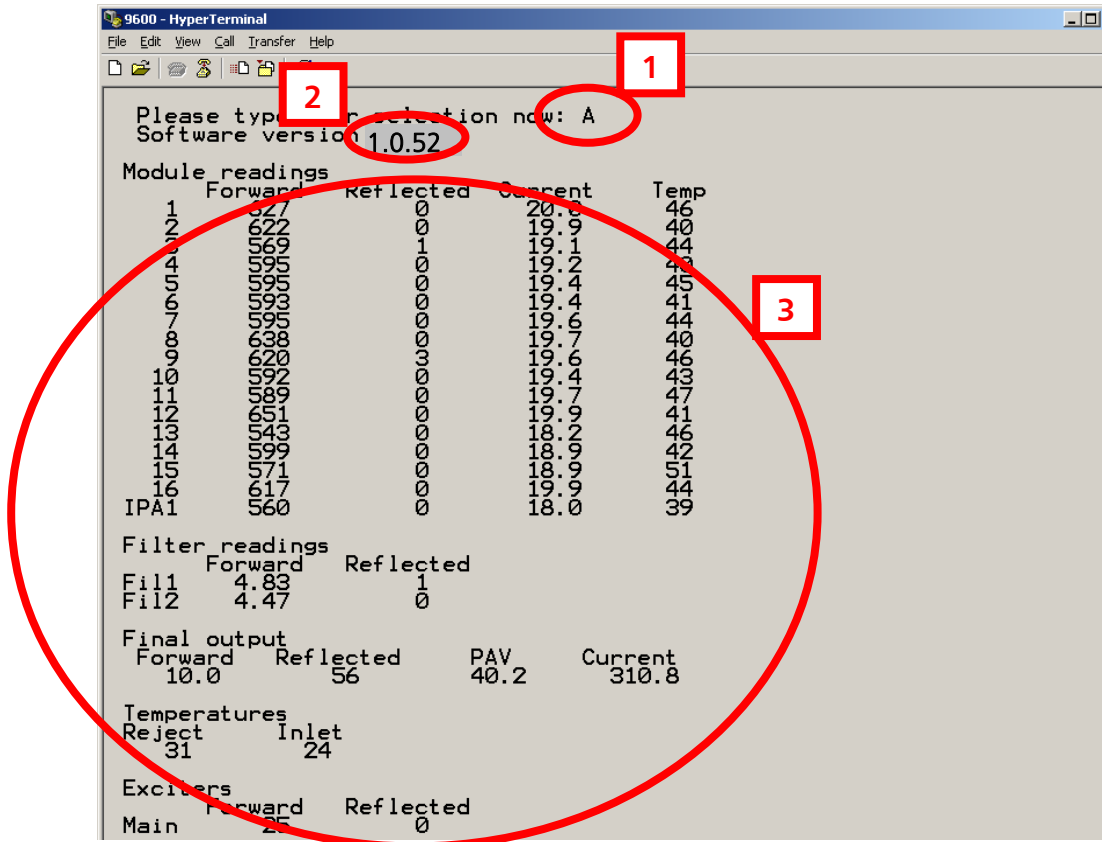 9600 - HyperTerminal
File Edit View Call Transfer Help
1
2
Please type selection now: A
Software version 1.0.52
Module readings
Forward Reflected Current Temp
1 627 0 20.0 46
2 622 0 19.9 40
3 569 1 19.1 44
4 595 0 19.2 40
5 595 0 19.4 45
6 593 0 19.4 41
7 595 0 19.6 44
8 638 0 19.7 40
9 620 3 19.6 46
10 592 0 19.4 43
11 589 0 19.7 47
12 651 0 19.9 41
13 543 0 18.2 46
14 599 0 18.9 42
15 571 0 18.9 51
16 617 0 19.9 44
IPA1 560 0 18.0 39
3
Filter readings
Forward Reflected
Fil1 4.83 1
Fil2 4.47 0
Final output
Forward Reflected PAV Current
10.0 56 40.2 310.8
Temperatures
Reject Inlet
31 24
Exciters
Forward Reflected
Main 25 0